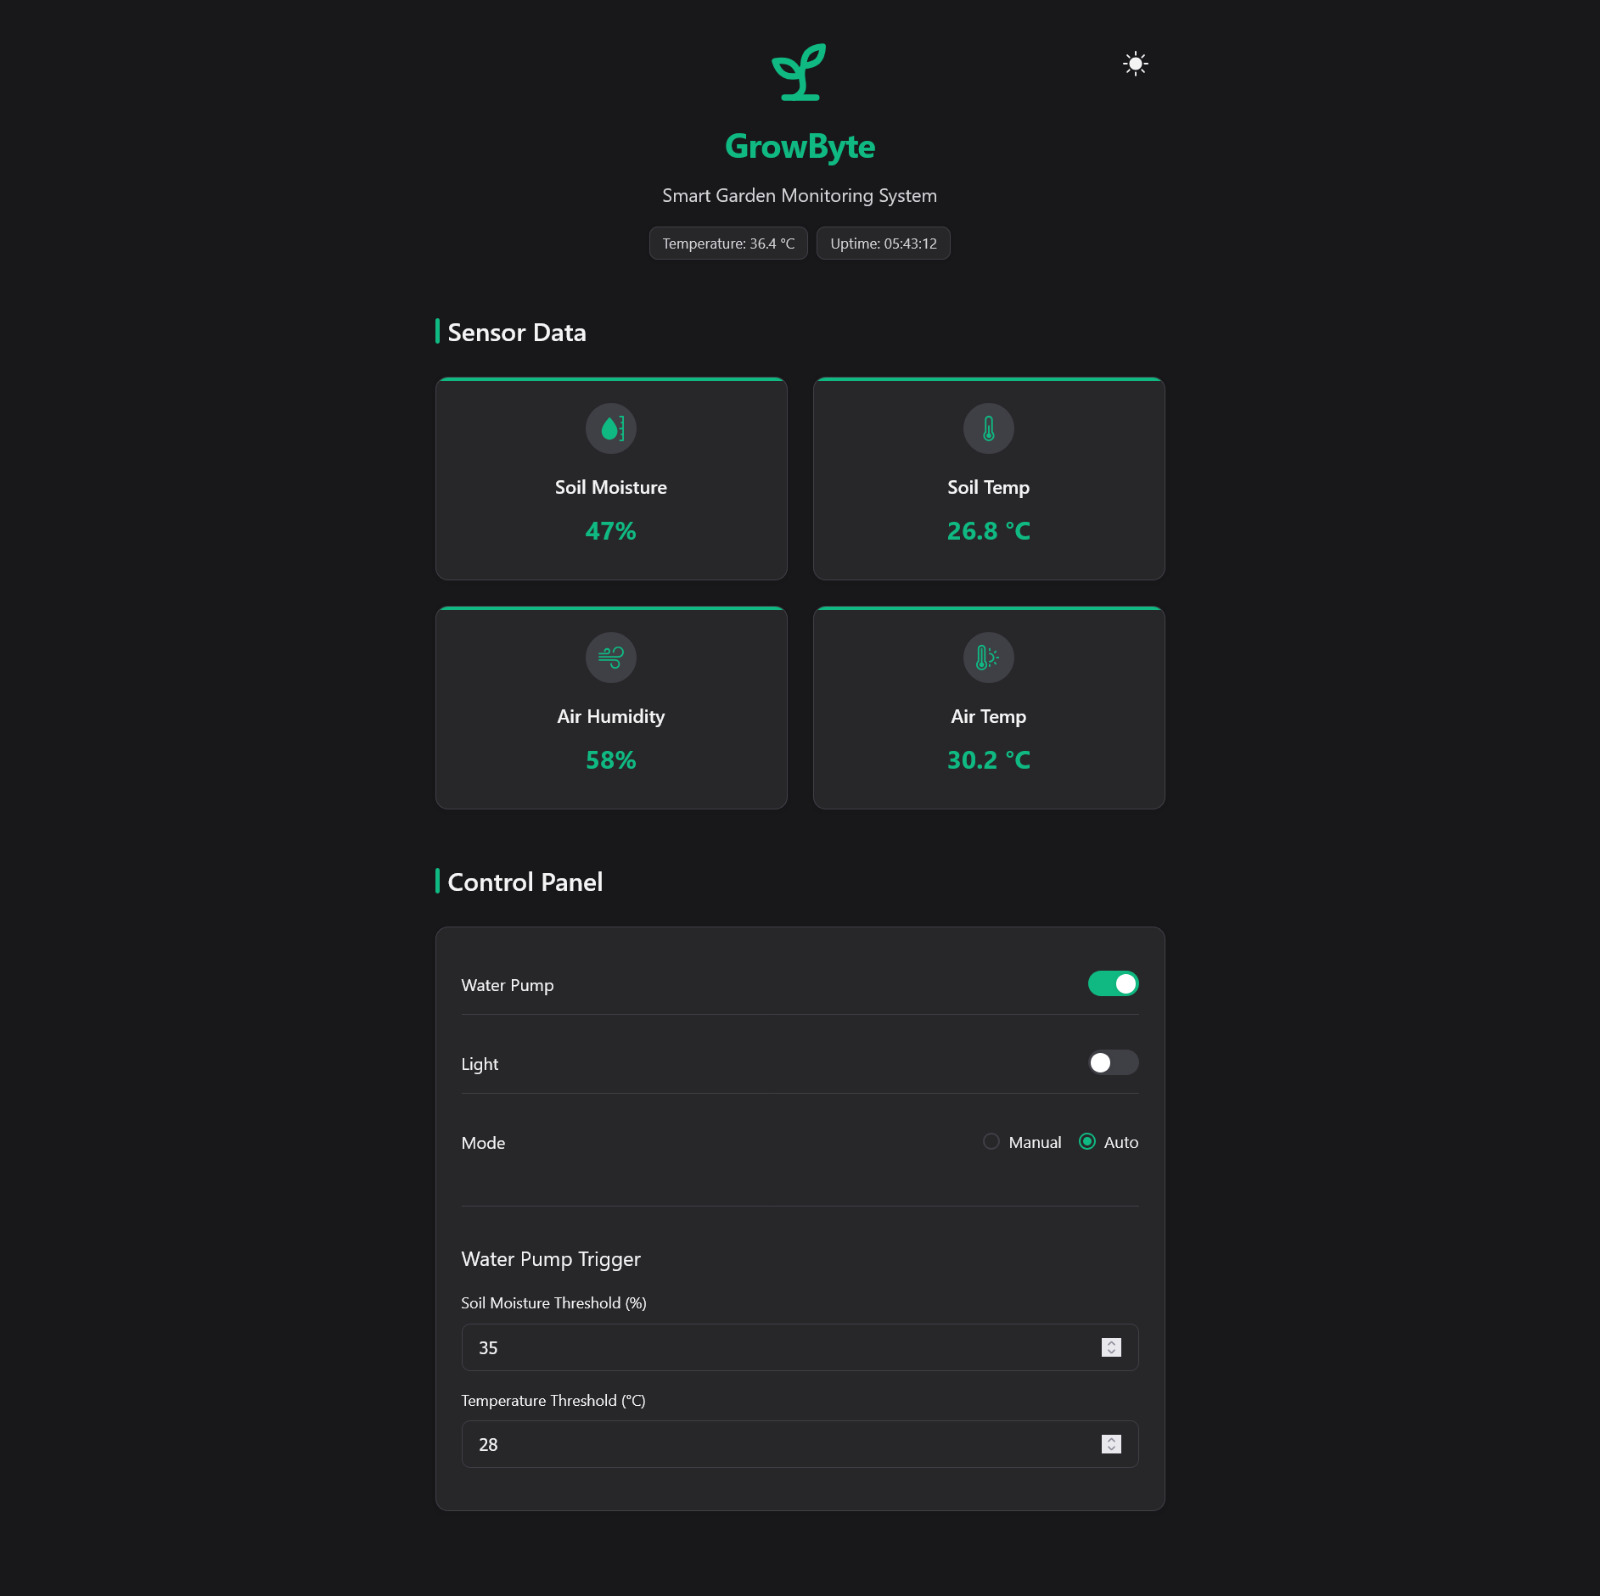 GrowByte
Smart Garden Monitoring System
Temperature: 36.4 °C
Uptime: 05:43:12
Sensor Data
Soil Moisture
47%
Soil Temp
26.8 °C
Air Humidity
58%
Air Temp
30.2 °C
Control Panel
Water Pump
Light
Mode
Manual
Auto
Water Pump Trigger
Soil Moisture Threshold (%)
35
Temperature Threshold (°C)
28